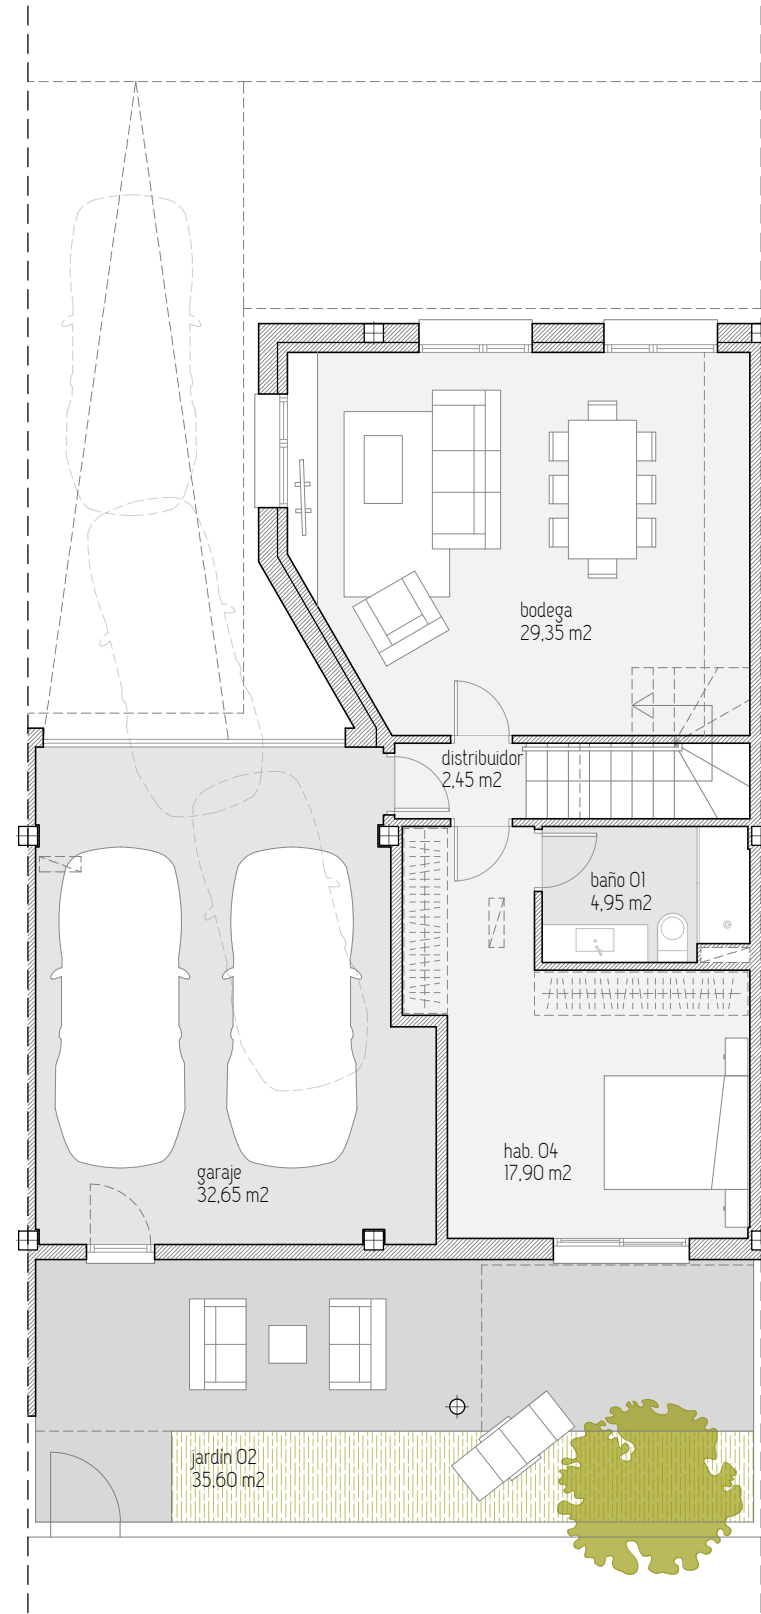 bodega
29,35 m2
distribuidor
2,45 m2
baño 01
4,95 m2
hab. 04
17,90 m2
garaje
32,65 m2
jardín 02
35,60 m2